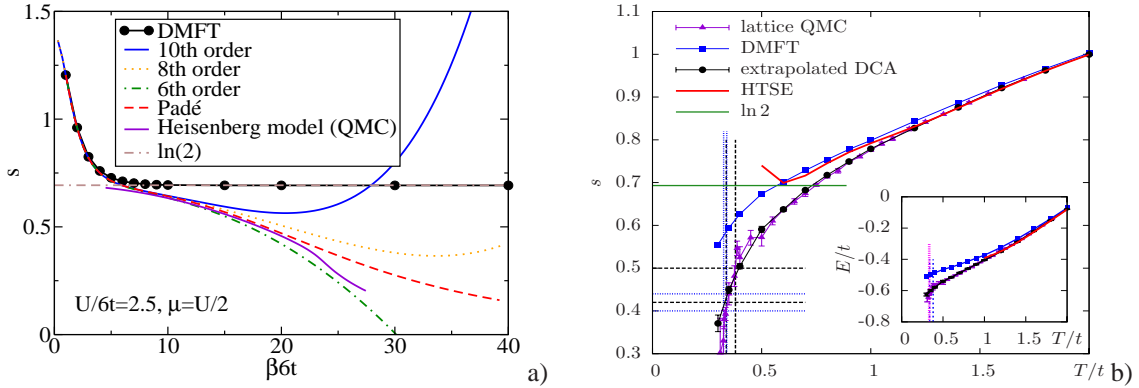 1.5
1
0.5
0
s
DMFT
10th order
8th order
6th order
Padé
Heisenberg model (QMC)
ln(2)
U/6t=2.5, μ=U/2
0 10 20 30 40
β6t
a)
1.1
1
0.9
0.8
0.7
0.6
0.5
0.4
0.3
s
lattice QMC
DMFT
extrapolated DCA
HTSE
ln 2
0
-0.2
-0.4
-0.6
-0.8
E/t
0 0.5 1 1.5 T/t
0 0.5 1 1.5 T/t
b)